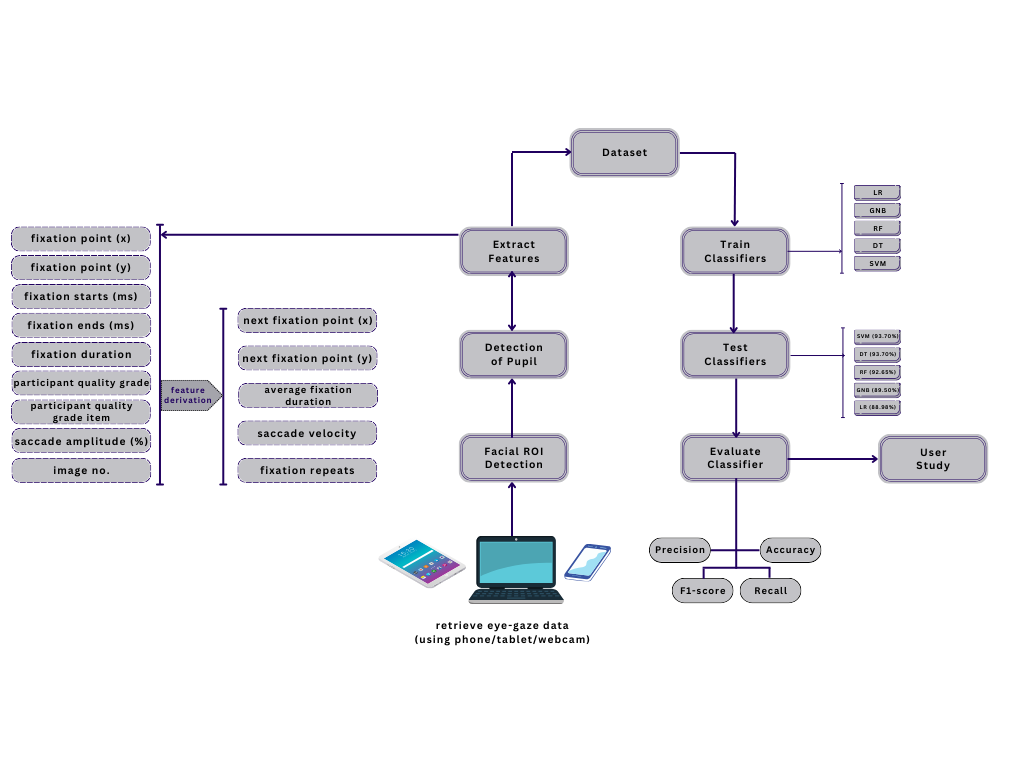 Dataset
Extract
Features
Detection
of Pupil
Facial ROI
Detection
retrieve eye-gaze data
(using phone/tablet/webcam)
fixation point (x)
fixation point (y)
fixation starts (ms)
fixation ends (ms)
fixation duration
participant quality grade
participant quality
grade item
saccade amplitude (%)
image no.
feature
derivation
next fixation point (x)
next fixation point (y)
average fixation
duration
saccade velocity
fixation repeats
Train
Classifiers
LR
GNB
RF
DT
SVM
Test
Classifiers
SVM (93.70%)
DT (93.70%)
RF (92.65%)
GNB (89.50%)
LR (88.98%)
Evaluate
Classifier
User
Study
Precision
Accuracy
F1-score
Recall